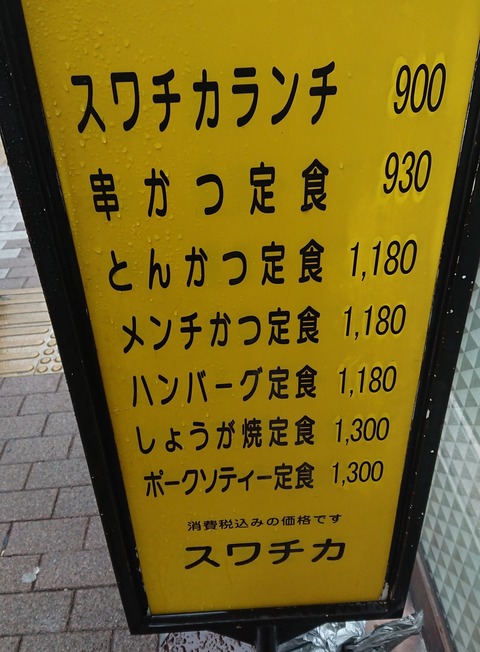 スワチカランチ 900
串かつ定食 930
とんかつ定食 1,180
メンチかつ定食 1,180
ハンバーグ定食 1,180
しょうが焼定食 1,300
ポークソティー定食 1,300
消費税込みの価格です
スワチカ